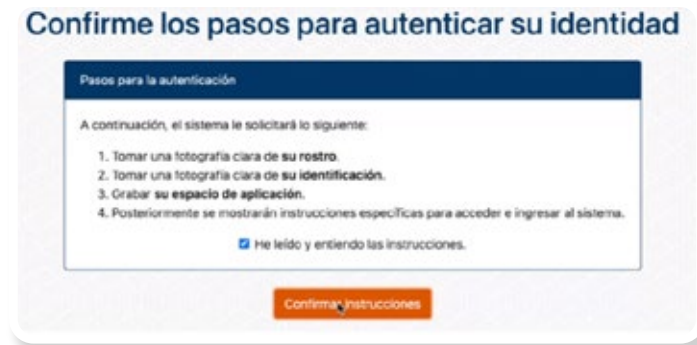 Confirme los pasos para autenticar su identidad
Pasos para la autenticación
A continuación, el sistema le solicitará lo siguiente:
1. Tomar una fotografía clara de su rostro.
2. Tomar una fotografía clara de su identificación.
3. Grabar su espacio de aplicación.
4. Posteriormente se mostrarán instrucciones específicas para acceder e ingresar al sistema.
He leído y entiendo las instrucciones.
Confirmar instrucciones